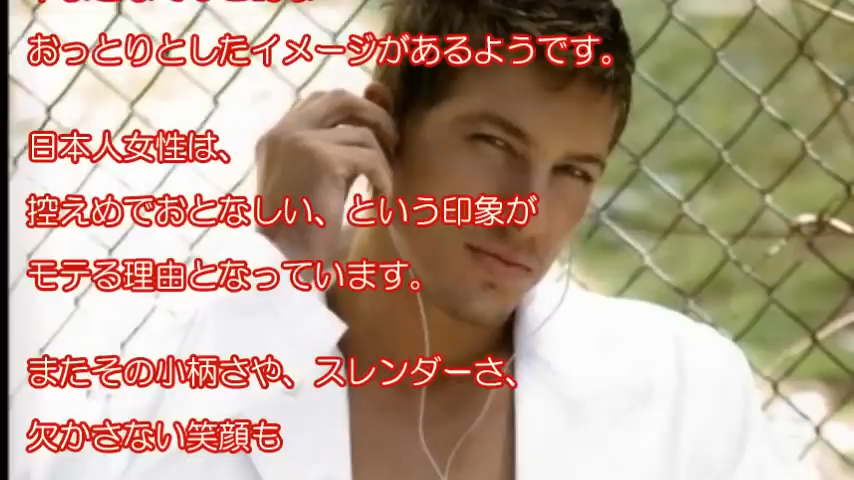 おっとりとしたイメージがあるようです。
日本人女性は、
控えめでおとなしい、という印象が
モテる理由となっています。
またその小柄さや、スレンダーさ、
欠かさない笑顔も